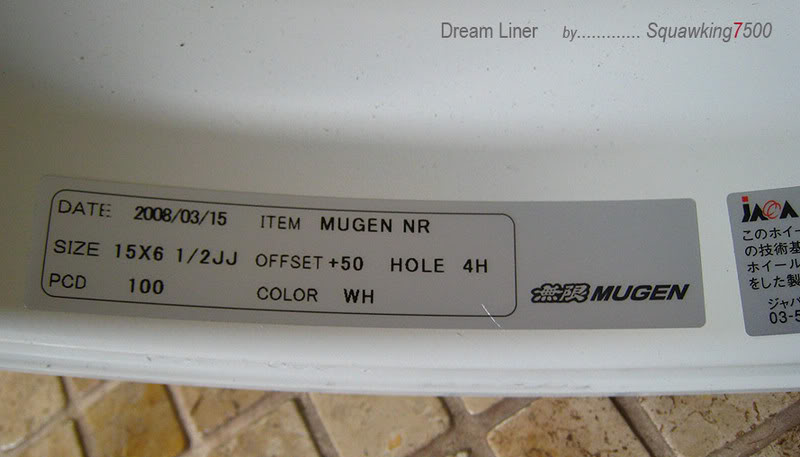 Dream Liner by............. Squawking7500
DATE 2008/03/15 ITEM MUGEN NR
SIZE 15X6 1/2JJ OFFSET +50 HOLE 4H
PCD 100 COLOR WH
無限 MUGEN
JAWA
このホイー
の技術基
ホイール
をした製
ジャパ
03-5